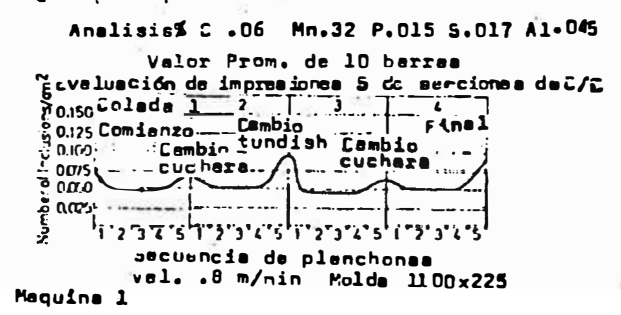 Analisis% C .06 Mn.32 P.015 S.017 Al.045
Valor Prom. de 10 barras
Evaluación de impresiones S de serciones de C/C
Number of Inclusions/cm²
0.150 Colada 1 2 3 4
0.125 Comienzo Cambio Final
0.100 Cambio tundish Cambio
0.075 cuchara cuchara
0.050
0.025
1 2 3 4 5 1 2 3 4 5 1 2 3 4 5 1 2 3 4 5
Secuencia de planchones
vel. .8 m/min Molde 1100x225
Maquina 1